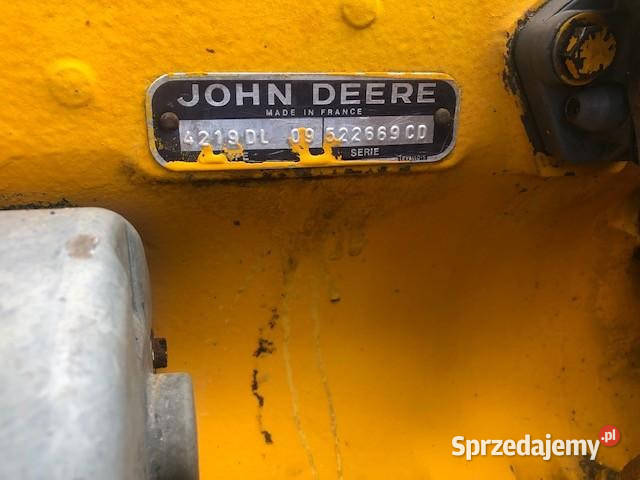 JOHN DEERE
MADE IN FRANCE
4219DL 09 522669CD
SERIE
Sprzedajemy.pl